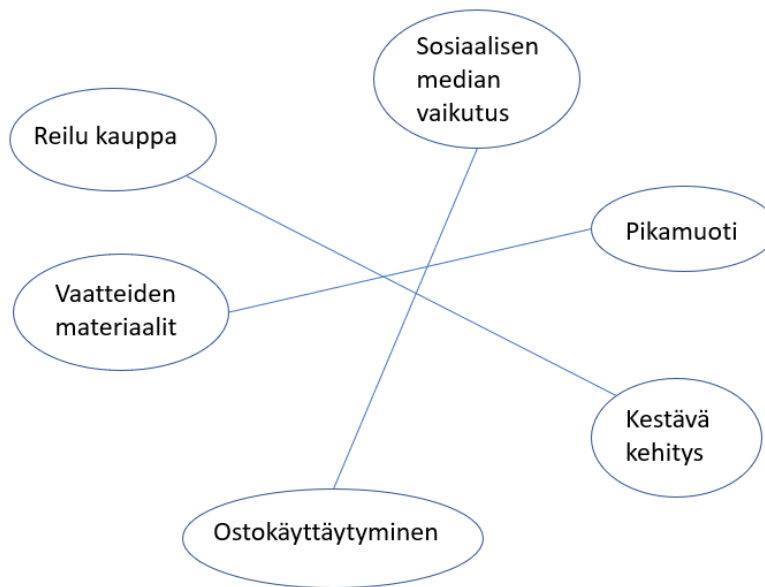 Sosiaalisen
median
vaikutus
Reilu kauppa
Pikamuoti
Vaatteiden
materiaalit
Kestävä
kehitys
Ostokäyttäytyminen